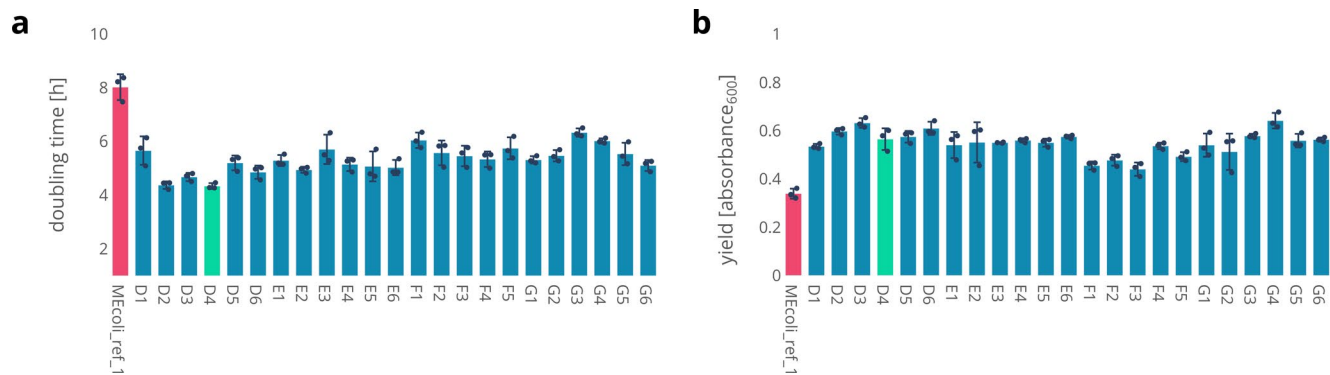 a
doubling time [h]
10
8
6
4
2
MEcoli_ref_1
D1
D2
D3
D4
D5
D6
E1
E2
E3
E4
E5
E6
F1
F2
F3
F4
F5
G1
G2
G3
G4
G5
G6
b
yield [absorbance600]
1
0.8
0.6
0.4
0.2
0
MEcoli_ref_1
D1
D2
D3
D4
D5
D6
E1
E2
E3
E4
E5
E6
F1
F2
F3
F4
F5
G1
G2
G3
G4
G5
G6